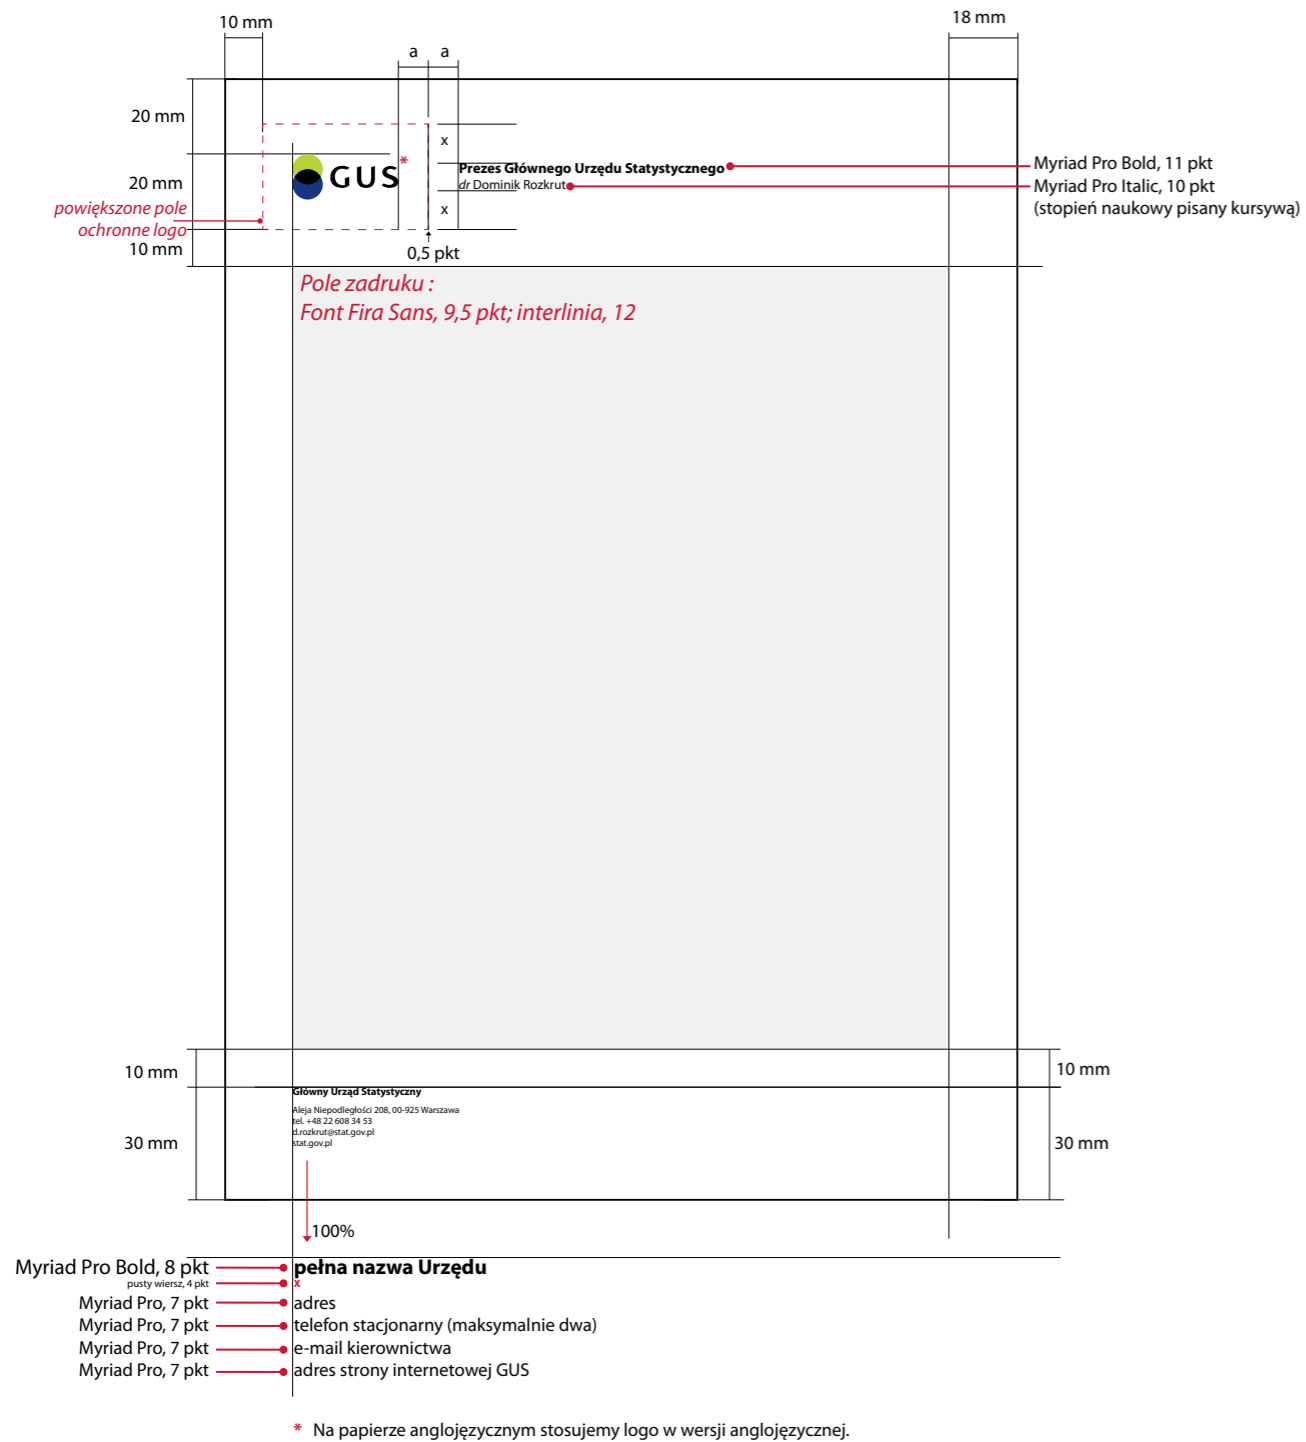 10 mm
18 mm
a a
20 mm
x
GUS*
Prezes Głównego Urzędu Statystycznego
Myriad Pro Bold, 11 pkt
20 mm
dr Dominik Rozkrut
Myriad Pro Italic, 10 pkt
(stopień naukowy pisany kursywą)
powiększone pole
ochronne logo
x
10 mm
0,5 pkt
Pole zadruku :
Font Fira Sans, 9,5 pkt; interlinia, 12
10 mm
10 mm
Główny Urząd Statystyczny
Aleja Niepodległości 208, 00-925 Warszawa
tel. +48 22 608 34 53
d.rozkrut@stat.gov.pl
stat.gov.pl
30 mm
30 mm
100%
Myriad Pro Bold, 8 pkt pełna nazwa Urzędu
pusty wiersz, 4 pkt x
Myriad Pro, 7 pkt adres
Myriad Pro, 7 pkt telefon stacjonarny (maksymalnie dwa)
Myriad Pro, 7 pkt e-mail kierownictwa
Myriad Pro, 7 pkt adres strony internetowej GUS
* Na papierze anglojęzycznym stosujemy logo w wersji anglojęzycznej.